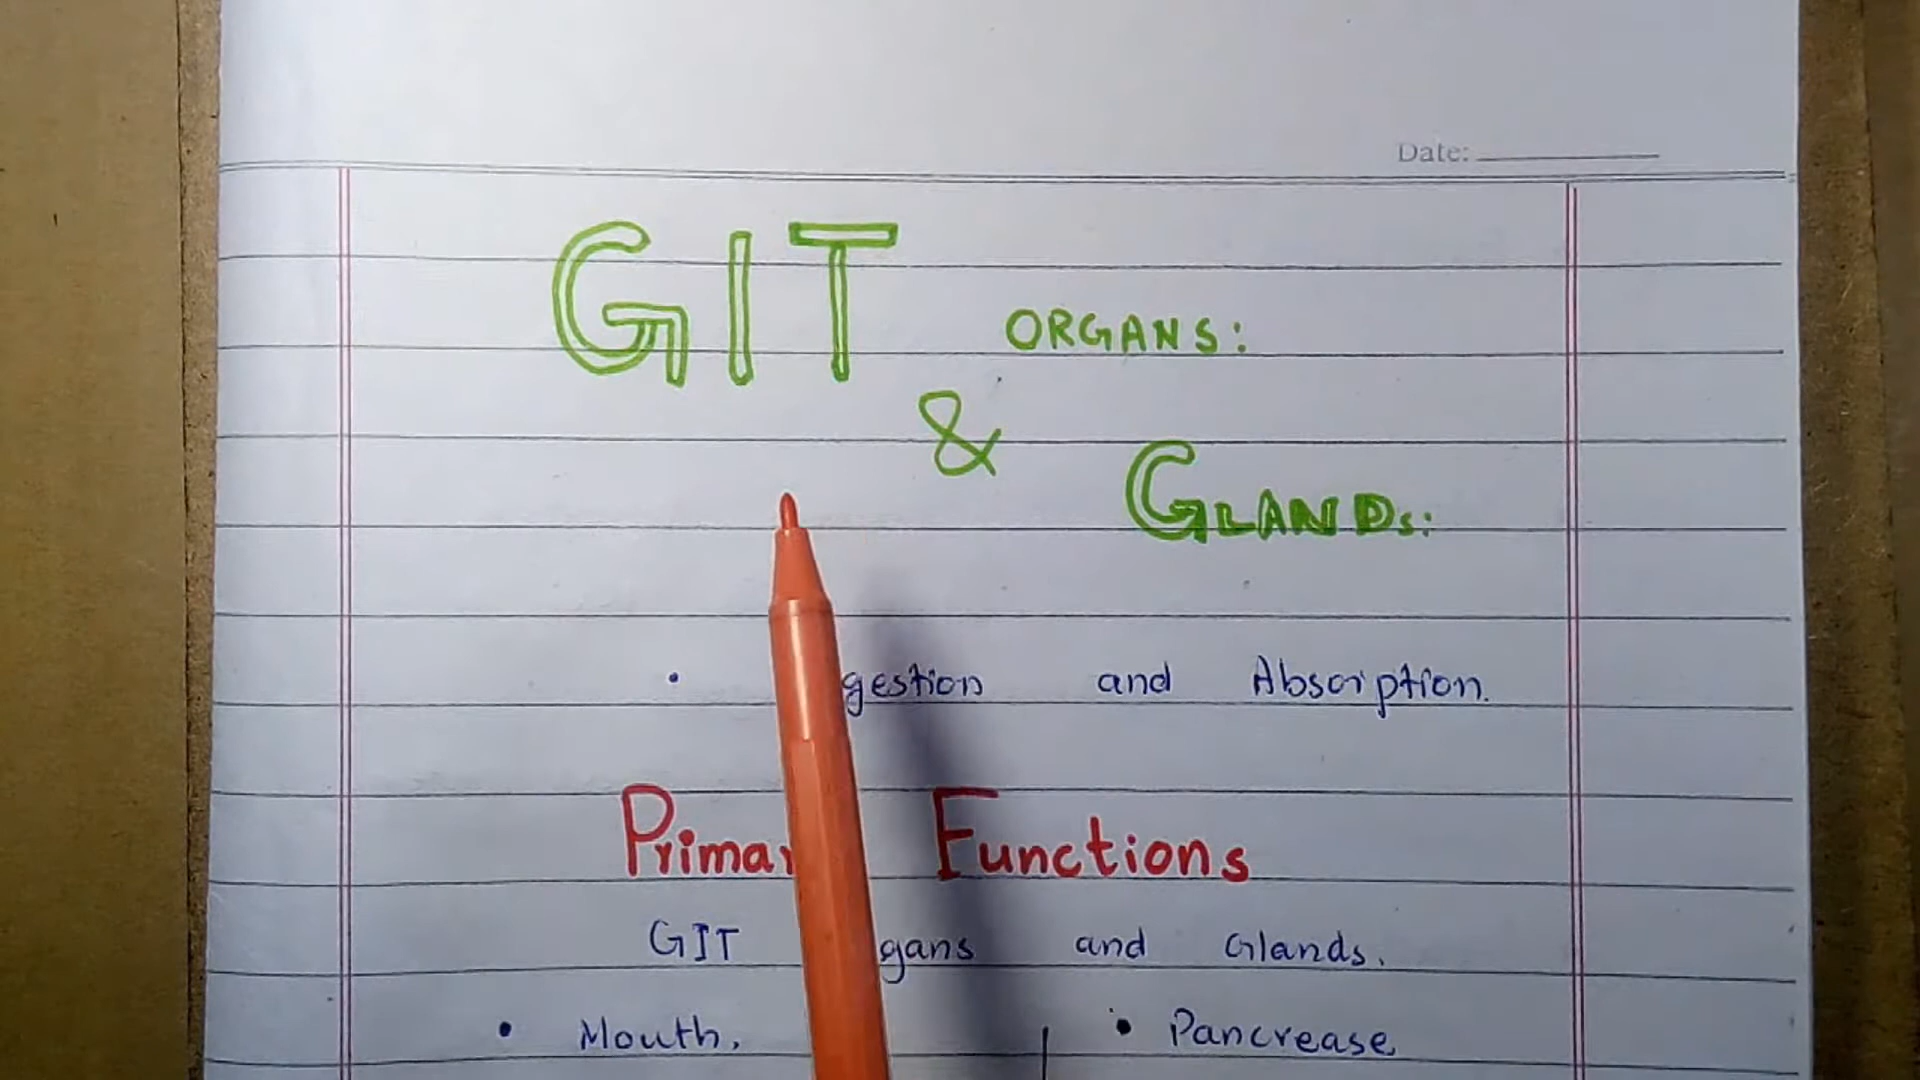 Date:
GIT ORGANS:
&
GLANDs:
• gestion and Absorption.
Primar Functions
GIT gans and Glands.
• Mouth. • Pancrease